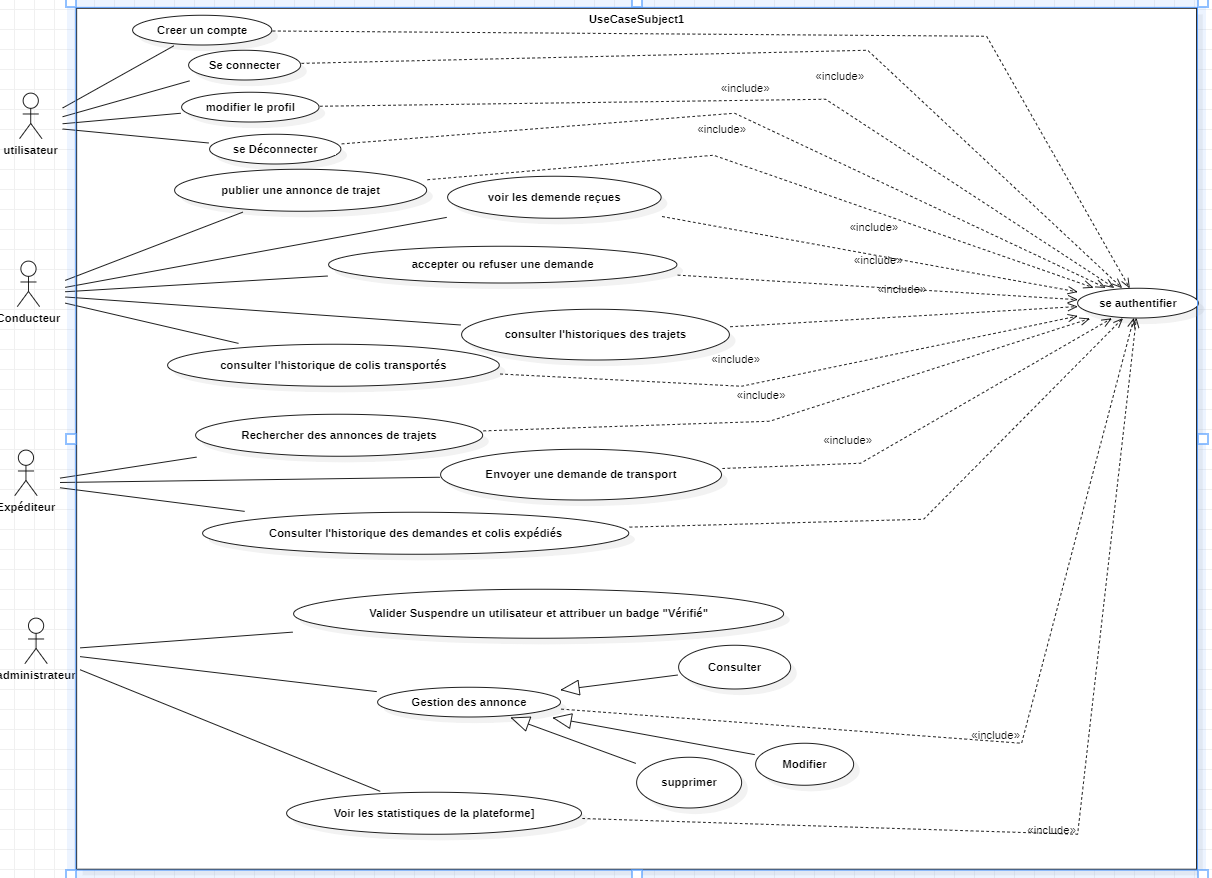 UseCaseSubject1
Creer un compte
Se connecter
«include»
«include»
modifier le profil
«include»
utilisateur
se Déconnecter
publier une annonce de trajet
voir les demende reçues
«include»
accepter ou refuser une demande
«include»
«include»
se authentifier
Conducteur
consulter l'historiques des trajets
«include»
consulter l'historique de colis transportés
«include»
Rechercher des annonces de trajets
«include»
Envoyer une demande de transport
Expéditeur
Consulter l'historique des demandes et colis expédiés
Valider Suspendre un utilisateur et attribuer un badge "Vérifié"
Consulter
administrateur
Gestion des annonce
«include»
Modifier
supprimer
Voir les statistiques de la plateforme]
«include»